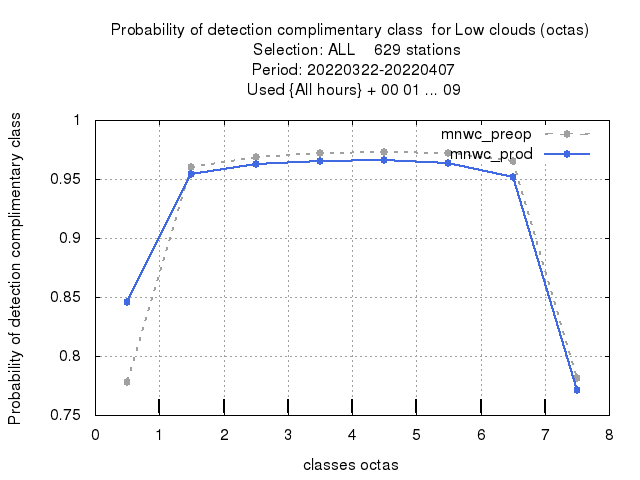 Probability of detection complimentary class  for Low clouds (octas)
Selection: ALL    629 stations
Period: 20220322-20220407
Used {All hours} + 00 01 ... 09
Probability of detection complimentary class
1
0.95
0.9
0.85
0.8
0.75
mnwc_preop
mnwc_prod
0 1 2 3 4 5 6 7 8
classes octas